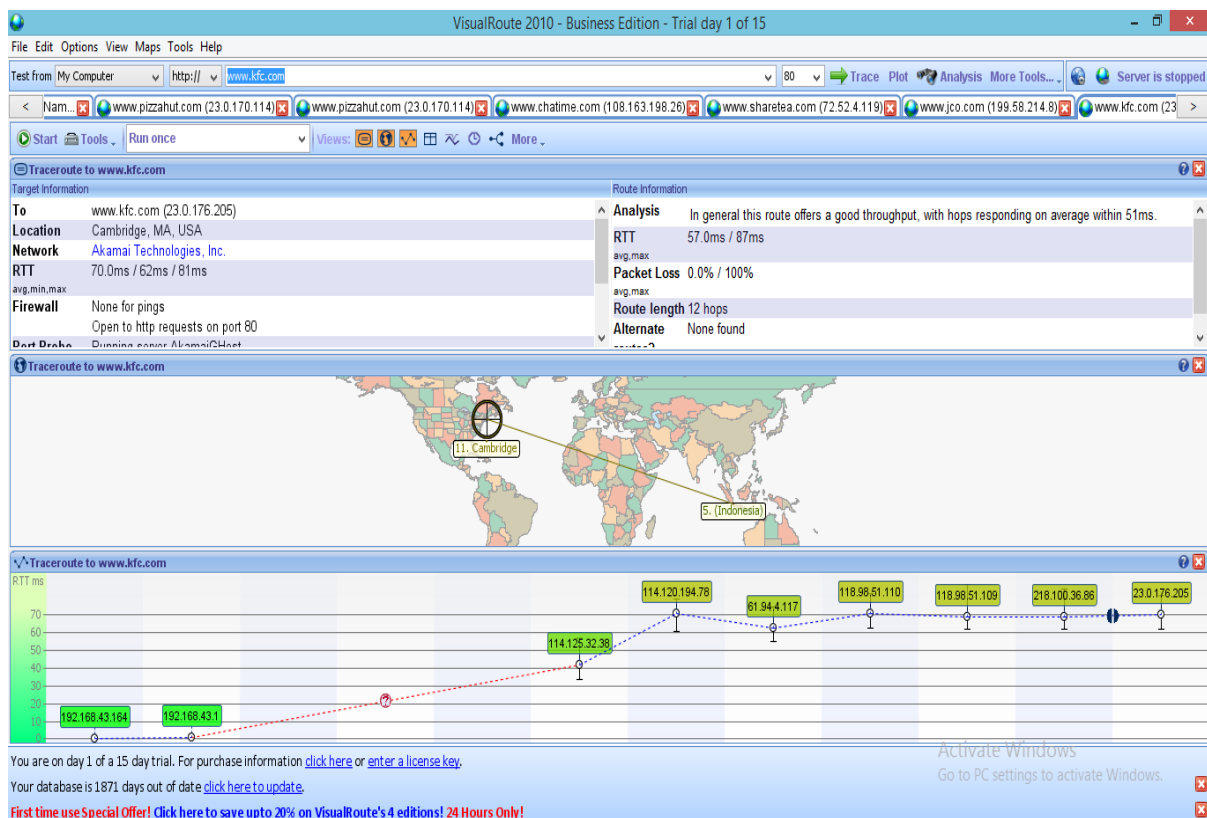 VisualRoute 2010 - Business Edition - Trial day 1 of 15
File Edit Options View Maps Tools Help
Test from My Computer http:// www.kfc.com 80 Trace Plot Analysis More Tools... Server is stopped
< Nam... www.pizzahut.com (23.0.170.114) www.pizzahut.com (23.0.170.114) www.chatime.com (108.163.198.26) www.sharetea.com (72.52.4.119) www.jco.com (199.58.214.8) www.kfc.com (23 >
Start Tools Run once Views: More
Traceroute to www.kfc.com
Target Information
To www.kfc.com (23.0.176.205)
Location Cambridge, MA, USA
Network Akamai Technologies, Inc.
RTT 70.0ms / 62ms / 81ms
avg,min,max
Firewall None for pings
Open to http requests on port 80
Port Probe Running server AkamaiGHost
Route Information
Analysis In general this route offers a good throughput, with hops responding on average within 51ms.
RTT 57.0ms / 87ms
avg,max
Packet Loss 0.0% / 100%
avg,max
Route length 12 hops
Alternate None found
routes?
Traceroute to www.kfc.com
11. Cambridge
5. (Indonesia)
Traceroute to www.kfc.com
RTT ms
70
60
50
40
30
20
10
0
192.168.43.164
192.168.43.1
?
114.125.32.38
114.120.194.78
61.94.4.117
118.98.51.110
118.98.51.109
218.100.36.86
23.0.176.205
You are on day 1 of a 15 day trial. For purchase information click here or enter a license key.
Your database is 1871 days out of date click here to update.
First time use Special Offer! Click here to save upto 20% on VisualRoute's 4 editions! 24 Hours Only!
Activate Windows
Go to PC settings to activate Windows.